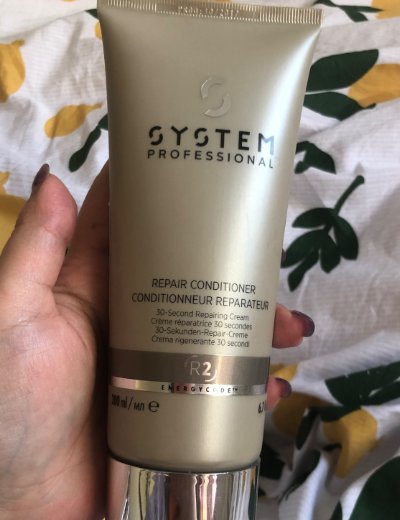 SYSTEM
PROFESSIONAL
REPAIR CONDITIONER
CONDITIONNEUR REPARATEUR
30-Second Repairing Cream
Crème réparatrice 30 secondes
30-Sekunden-Repair-Creme
Crema rigenerante 30 secondi
R2
ENERGYCODE™
200 ml / мл ℮